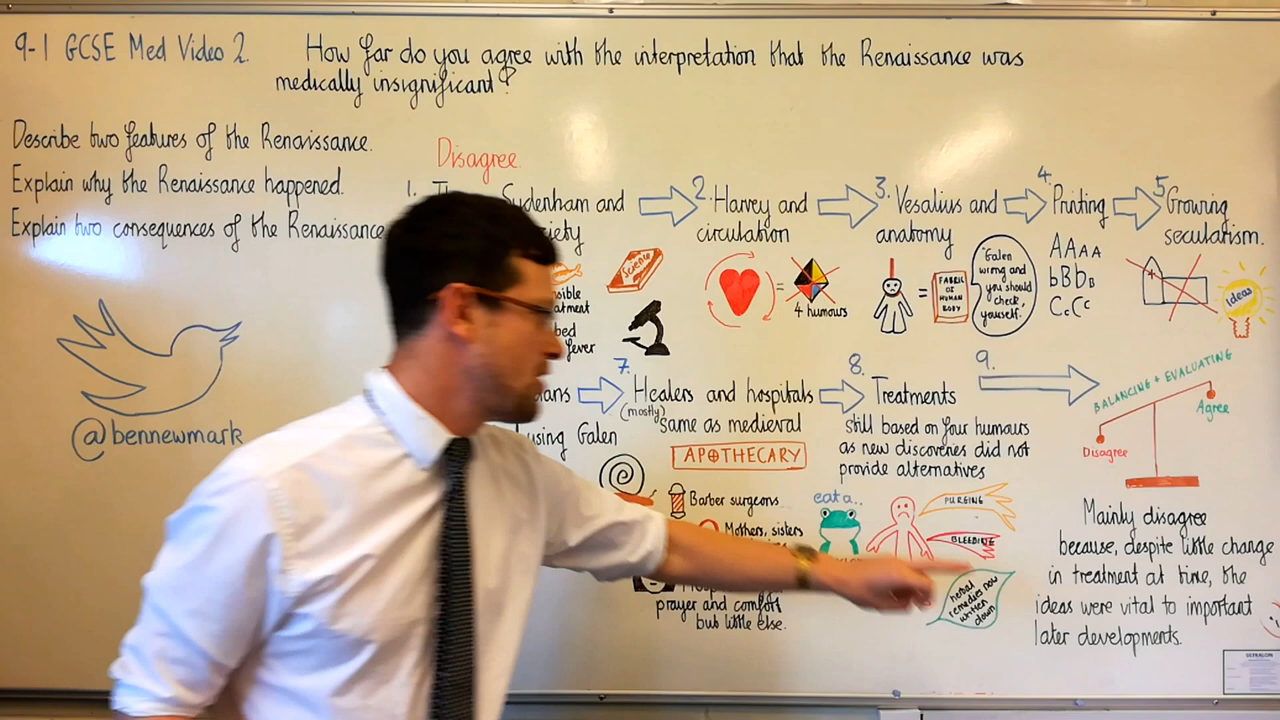 9-1 GCSE Med Video 2.
How far do you agree with the interpretation that the Renaissance was
medically insignificant?
Describe two features of the Renaissance.
Explain why the Renaissance happened.
Explain two consequences of the Renaissance
Disagree.
1. Sydenham and
2. Harvey and
circulation
3. Vesalius and
anatomy
4. Printing
5. Growing
secularism.
Science
fever
= 4 humours
=
FABRIC
OF
HUMAN
BODY
"Galen
wrong and
you should
check,
yourself."
AAAA
bBBb
CcCc
Ideas
using Galen
7. Healers and hospitals
(mostly)
same as medieval
APOTHECARY
Barber surgeons
Mothers, sisters
prayer and comfort
but little else.
8. Treatments
still based on four humours
as new discoveries did not
provide alternatives
eat a..
PURGING
BLEEDING
herbal
remedies now
written
down
9.
BALANCING + EVALUATING
Agree
Disagree
Mainly disagree
because, despite little change
in treatment at time, the
ideas were vital to important
later developments.
@bennewmark